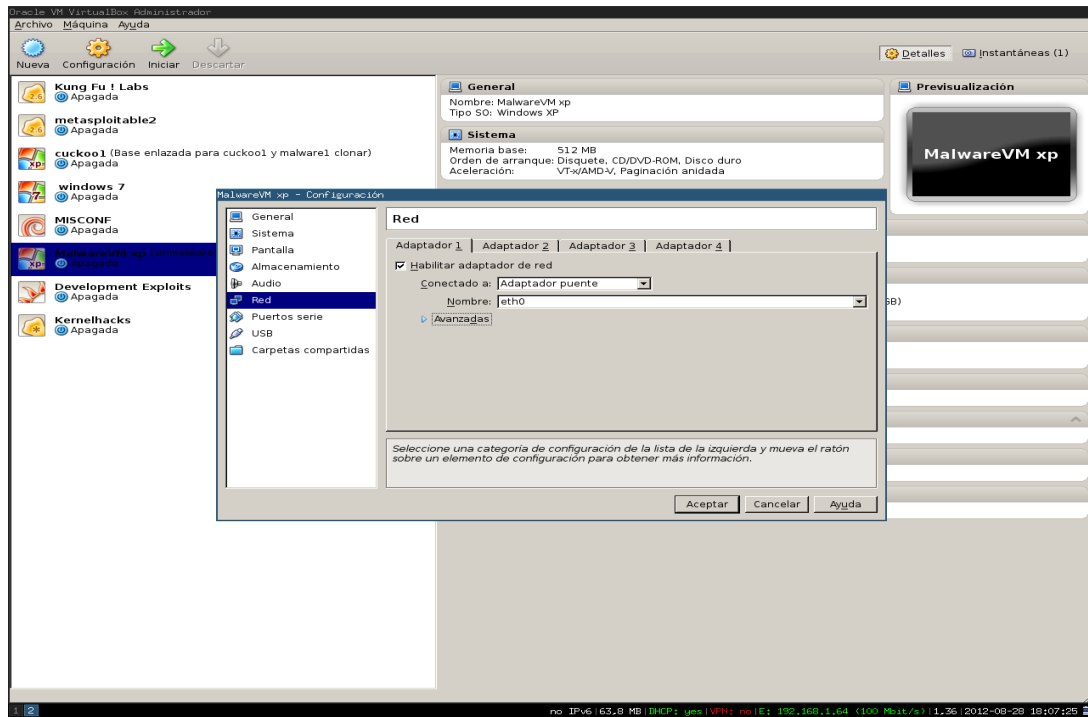 Oracle VM VirtualBox Administrador
Archivo Máquina Ayuda
Nueva Configuración Iniciar Descartar
Detalles Instantáneas (1)
Kung Fu ! Labs
Apagada
metasploitable2
Apagada
cuckoo1 (Base enlazada para cuckoo1 y malware1 clonar)
Apagada
windows 7
Apagada
MISCONF
Apagada
MalwareVM xp
Apagada
Development Exploits
Apagada
Kernelhacks
Apagada
General
Nombre: MalwareVM xp
Tipo SO: Windows XP
Sistema
Memoria base: 512 MB
Orden de arranque: Disquete, CD/DVD-ROM, Disco duro
Aceleración: VT-x/AMD-V, Paginación anidada
Previsualización
MalwareVM xp
GB)
MalwareVM xp - Configuración
General
Sistema
Pantalla
Almacenamiento
Audio
Red
Puertos serie
USB
Carpetas compartidas
Red
Adaptador 1 Adaptador 2 Adaptador 3 Adaptador 4
Habilitar adaptador de red
Conectado a: Adaptador puente
Nombre: eth0
Avanzadas
Seleccione una categoría de configuración de la lista de la izquierda y mueva el ratón
sobre un elemento de configuración para obtener más información.
Aceptar Cancelar Ayuda
1 2
no IPv6|63,8 MB|DHCP: yes|VPN: no|E: 192.168.1.64 (100 Mbit/s)|1,36|2012-08-28 18:07:25